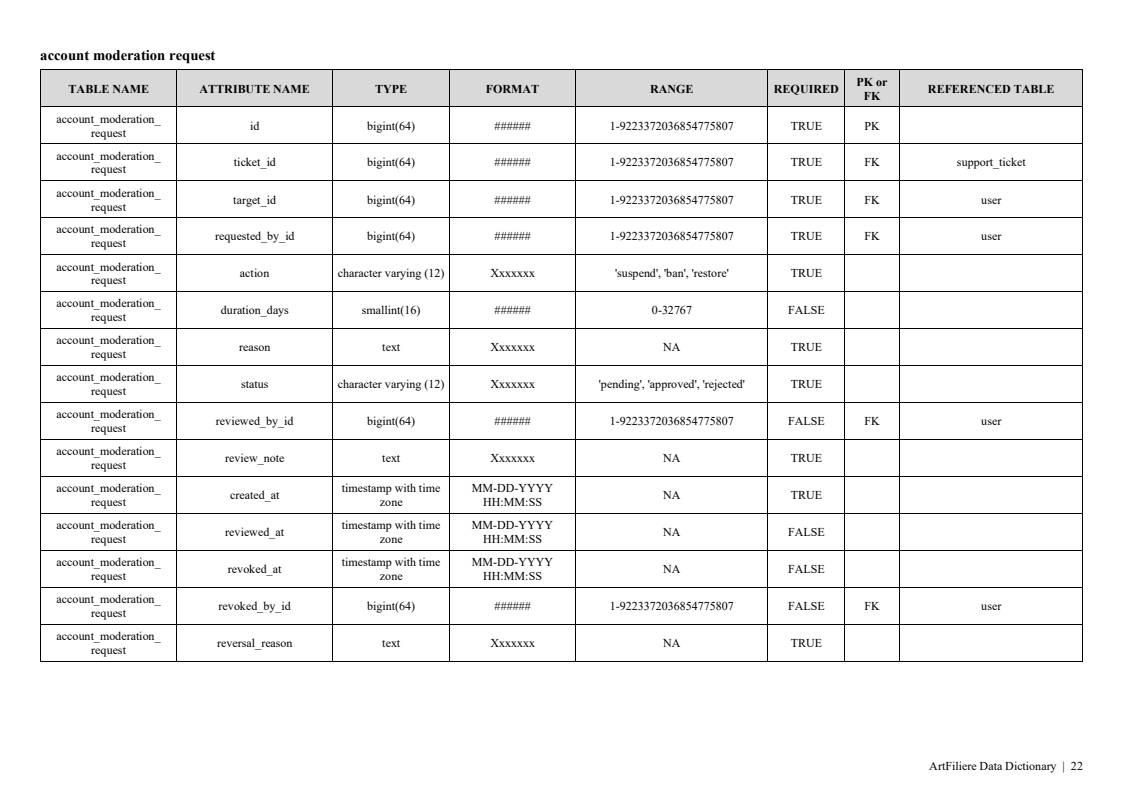 account moderation request
TABLE NAME ATTRIBUTE NAME TYPE FORMAT RANGE REQUIRED PK or FK REFERENCED TABLE
account_moderation_request id bigint(64) ###### 1-9223372036854775807 TRUE PK
account_moderation_request ticket_id bigint(64) ###### 1-9223372036854775807 TRUE FK support_ticket
account_moderation_request target_id bigint(64) ###### 1-9223372036854775807 TRUE FK user
account_moderation_request requested_by_id bigint(64) ###### 1-9223372036854775807 TRUE FK user
account_moderation_request action character varying (12) Xxxxxxx 'suspend', 'ban', 'restore' TRUE
account_moderation_request duration_days smallint(16) ###### 0-32767 FALSE
account_moderation_request reason text Xxxxxxx NA TRUE
account_moderation_request status character varying (12) Xxxxxxx 'pending', 'approved', 'rejected' TRUE
account_moderation_request reviewed_by_id bigint(64) ###### 1-9223372036854775807 FALSE FK user
account_moderation_request review_note text Xxxxxxx NA TRUE
account_moderation_request created_at timestamp with time zone MM-DD-YYYY HH:MM:SS NA TRUE
account_moderation_request reviewed_at timestamp with time zone MM-DD-YYYY HH:MM:SS NA FALSE
account_moderation_request revoked_at timestamp with time zone MM-DD-YYYY HH:MM:SS NA FALSE
account_moderation_request revoked_by_id bigint(64) ###### 1-9223372036854775807 FALSE FK user
account_moderation_request reversal_reason text Xxxxxxx NA TRUE
ArtFiliere Data Dictionary | 22